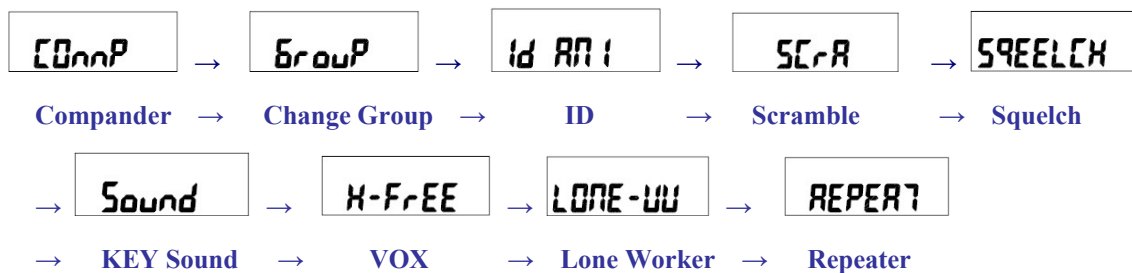 COnnP → GrouP → Id ANI → SCrA → SQEELCH
Compander → Change Group → ID → Scramble → Squelch
→ Sound → H-FrEE → LONE-UU → REPEAT
→ KEY Sound → VOX → Lone Worker → Repeater